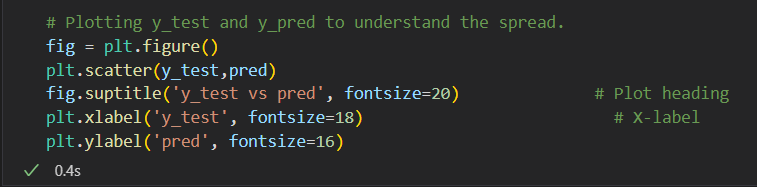 # Plotting y_test and y_pred to understand the spread.
fig = plt.figure()
plt.scatter(y_test,pred)
fig.suptitle('y_test vs pred', fontsize=20)              # Plot heading
plt.xlabel('y_test', fontsize=18)                          # X-label
plt.ylabel('pred', fontsize=16)
✓ 0.4s